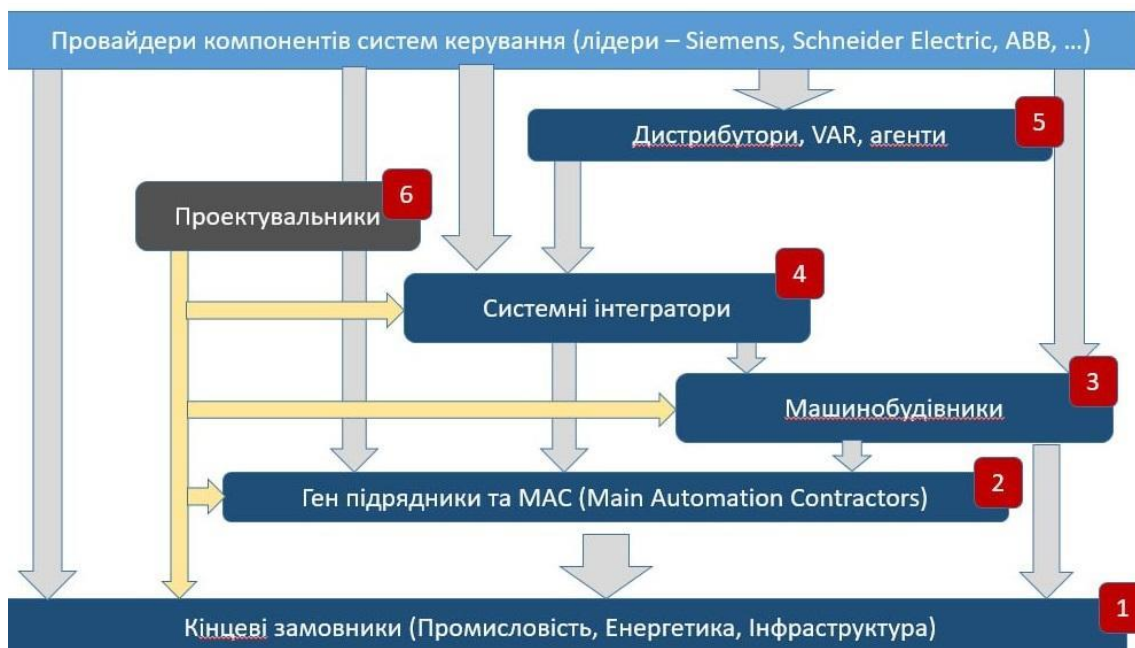 Провайдери компонентів систем керування (лідери – Siemens, Schneider Electric, ABB, ...)
5
Дистрибутори, VAR, агенти
6
Проектувальники
4
Системні інтегратори
3
Машинобудівники
2
Ген підрядники та MAC (Main Automation Contractors)
1
Кінцеві замовники (Промисловість, Енергетика, Інфраструктура)